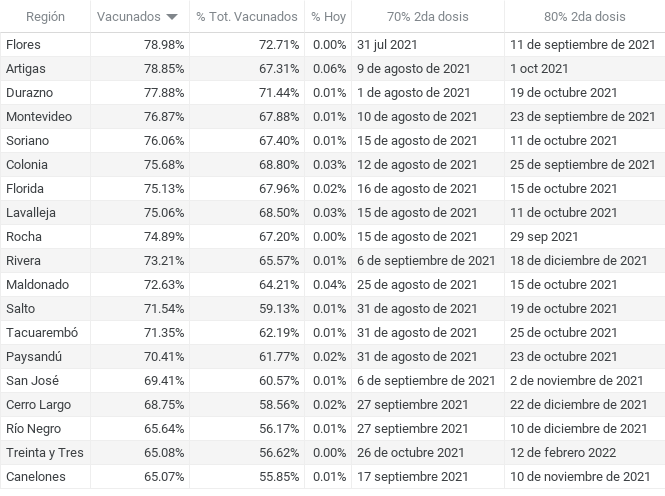 Región Vacunados % Tot. Vacunados % Hoy 70% 2da dosis 80% 2da dosis
Flores 78.98% 72.71% 0.00% 31 jul 2021 11 de septiembre de 2021
Artigas 78.85% 67.31% 0.06% 9 de agosto de 2021 1 oct 2021
Durazno 77.88% 71.44% 0.01% 1 de agosto de 2021 19 de octubre de 2021
Montevideo 76.87% 67.88% 0.01% 10 de agosto de 2021 23 de septiembre de 2021
Soriano 76.06% 67.40% 0.01% 15 de agosto de 2021 11 de octubre de 2021
Colonia 75.68% 68.80% 0.03% 12 de agosto de 2021 25 de septiembre de 2021
Florida 75.13% 67.96% 0.02% 16 de agosto de 2021 15 de octubre de 2021
Lavalleja 75.06% 68.50% 0.03% 15 de agosto de 2021 11 de octubre de 2021
Rocha 74.89% 67.20% 0.00% 15 de agosto de 2021 29 sep 2021
Rivera 73.21% 65.57% 0.01% 6 de septiembre de 2021 18 de diciembre de 2021
Maldonado 72.63% 64.21% 0.04% 25 de agosto de 2021 15 de octubre de 2021
Salto 71.54% 59.13% 0.01% 31 de agosto de 2021 19 de octubre de 2021
Tacuarembó 71.35% 62.19% 0.01% 31 de agosto de 2021 25 de octubre de 2021
Paysandú 70.41% 61.77% 0.02% 31 de agosto de 2021 23 de octubre de 2021
San José 69.41% 60.57% 0.01% 6 de septiembre de 2021 2 de noviembre de 2021
Cerro Largo 68.75% 58.56% 0.02% 27 septiembre 2021 22 de diciembre de 2021
Río Negro 65.64% 56.17% 0.01% 27 septiembre 2021 10 de diciembre de 2021
Treinta y Tres 65.08% 56.62% 0.00% 26 de octubre de 2021 12 de febrero 2022
Canelones 65.07% 55.85% 0.01% 17 septiembre 2021 10 de noviembre de 2021